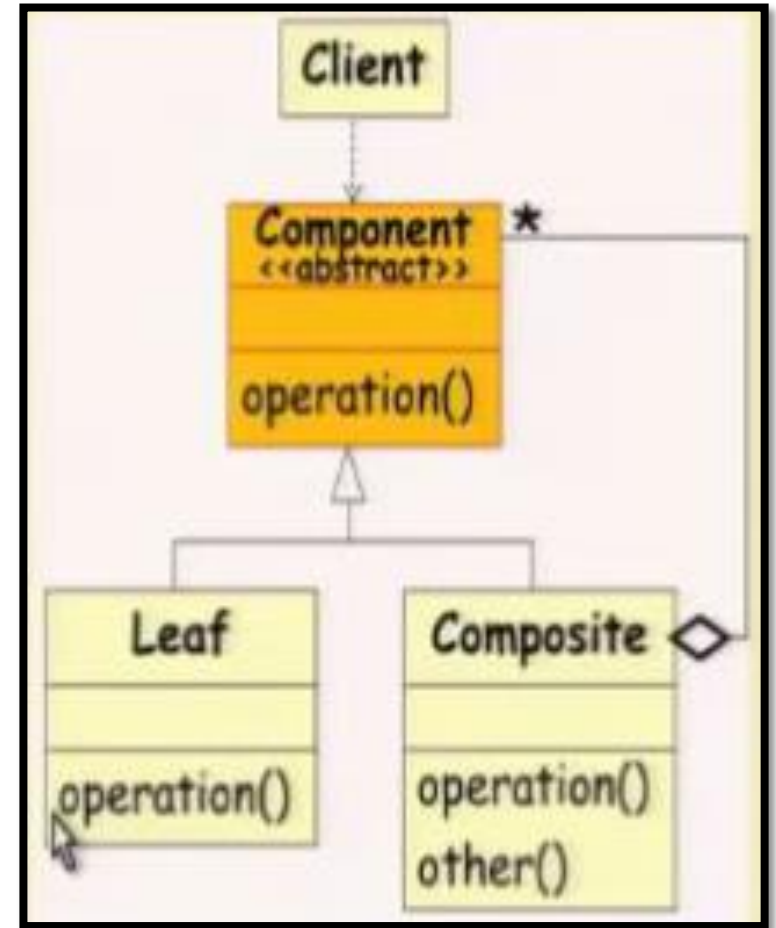 Client
Component
*
<<abstract>>
operation()
Leaf
Composite
operation()
operation()
other()